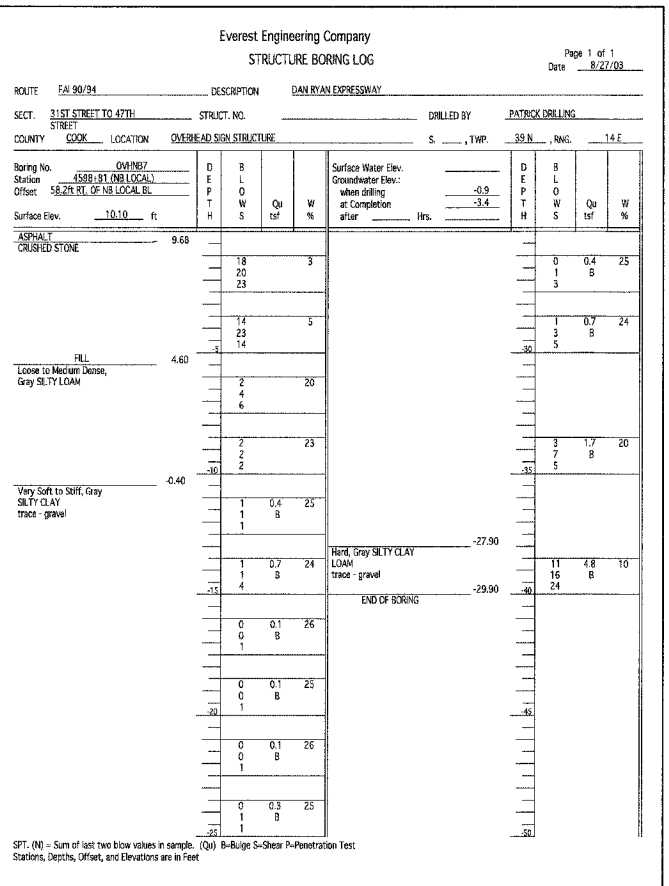 Everest Engineering Company
STRUCTURE BORING LOG
Page 1 of 1
Date 8/27/03
ROUTE FAI 90/94 DESCRIPTION DAN RYAN EXPRESSWAY
SECT. 31ST STREET TO 47TH STREET STRUCT. NO. DRILLED BY PATRICK DRILLING
COUNTY COOK LOCATION OVERHEAD SIGN STRUCTURE S. , TWP. 39 N , RNG. 14 E
Boring No. OVHNB7
Station 4598+81 (NB LOCAL)
Offset 58.2ft RT. OF NB LOCAL BL
Surface Elev. 10.10 ft
DEPTH BLOWS Qu tsf W %
Surface Water Elev.
Groundwater Elev.:
when drilling -0.9
at Completion -3.4
after Hrs.
DEPTH BLOWS Qu tsf W %
ASPHALT 9.68
CRUSHED STONE
18 3
20
23
14 5
23
-5 14
FILL 4.60
Loose to Medium Dense,
Gray SILTY LOAM
2 20
4
6
2 23
2
-10 2
-0.40
Very Soft to Stiff, Gray
SILTY CLAY
trace - gravel
1 0.4 25
1 B
1
1 0.7 24
1 B
-15 4
0 0.1 26
0 B
1
0 0.1 25
0 B
-20 1
0 0.1 26
0 B
1
0 0.3 25
1 B
-25 1
0 0.4 25
1 B
3
1 0.7 24
3 B
-30 5
3 1.7 20
7 B
-35 5
-27.90
Hard, Gray SILTY CLAY
LOAM
trace - gravel
11 4.8 10
16 B
-29.90 -40 24
END OF BORING
-45
-50
SPT. (N) = Sum of last two blow values in sample. (Qu) B=Bulge S=Shear P=Penetration Test
Stations, Depths, Offset, and Elevations are in Feet